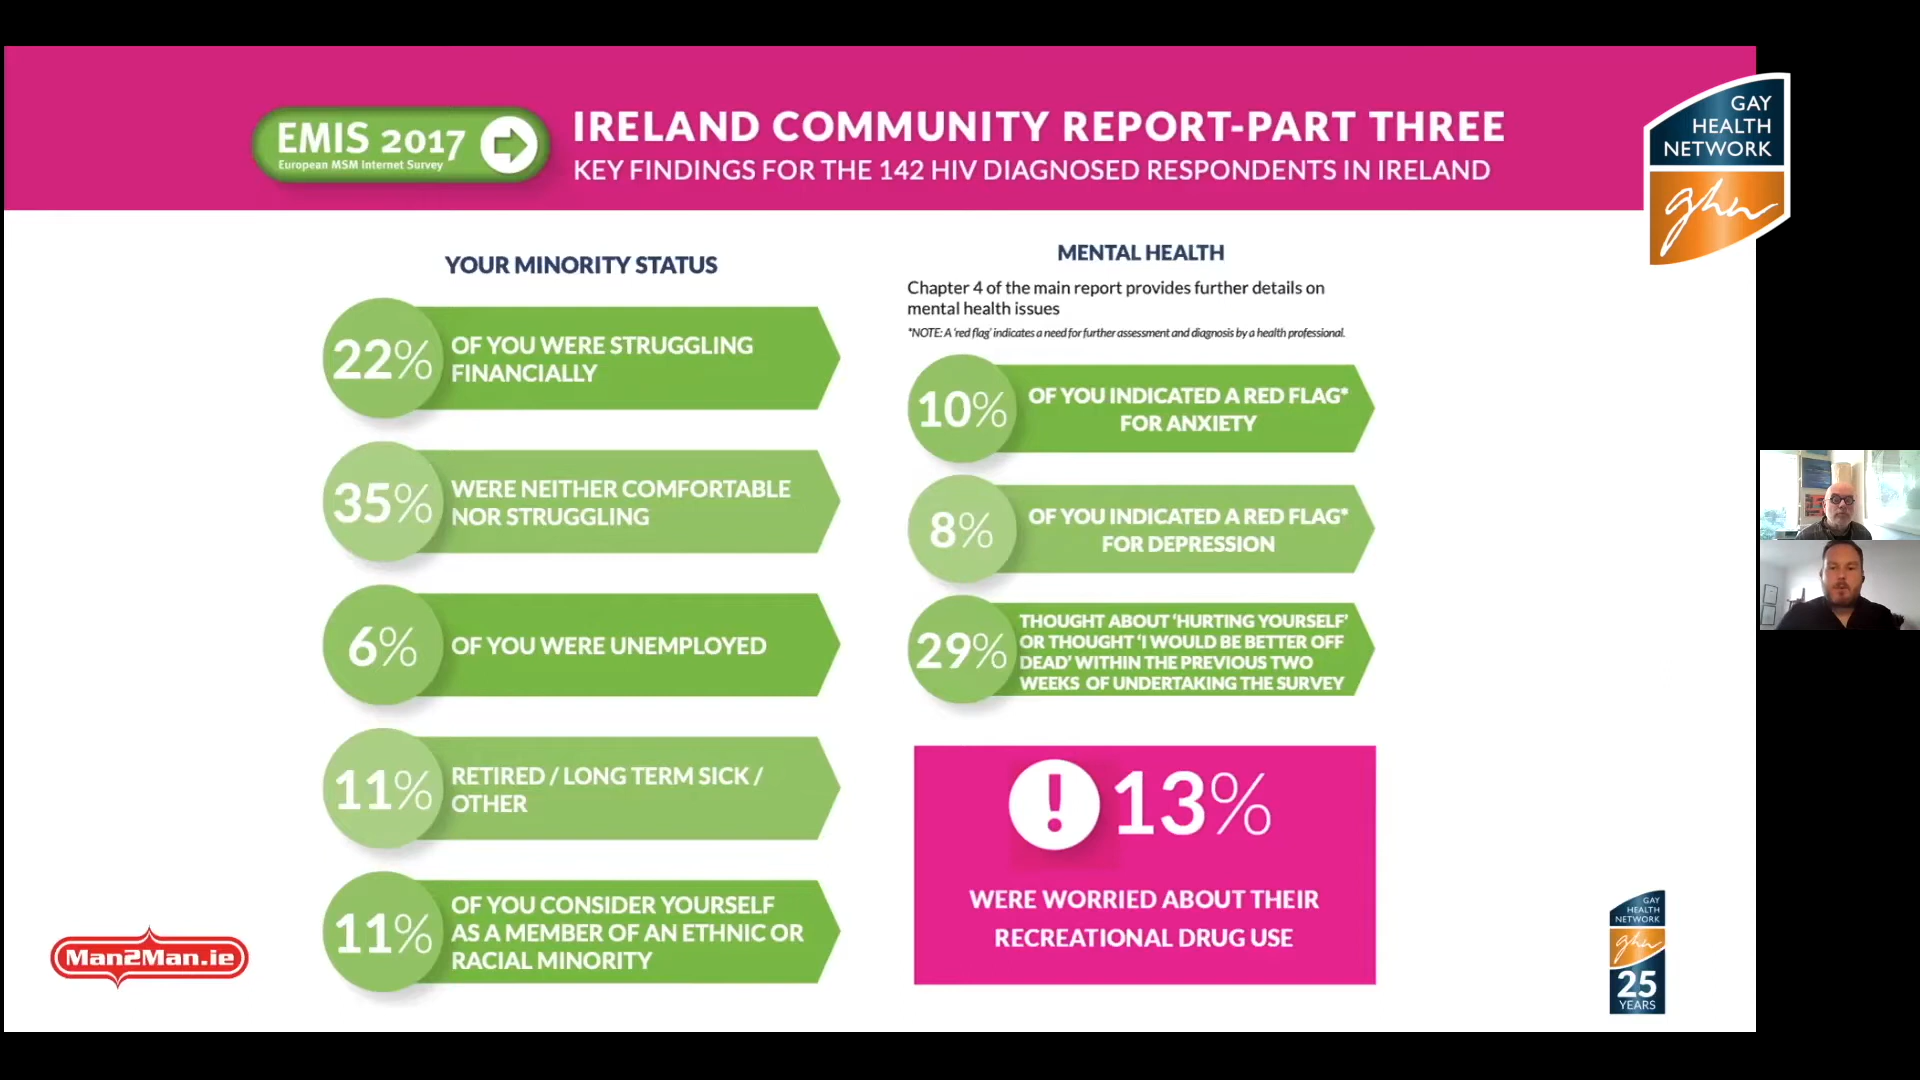 EMIS 2017
European MSM Internet Survey
IRELAND COMMUNITY REPORT-PART THREE
KEY FINDINGS FOR THE 142 HIV DIAGNOSED RESPONDENTS IN IRELAND
GAY
HEALTH
NETWORK
ghn
YOUR MINORITY STATUS
22%
OF YOU WERE STRUGGLING
FINANCIALLY
35%
WERE NEITHER COMFORTABLE
NOR STRUGGLING
6%
OF YOU WERE UNEMPLOYED
11%
RETIRED / LONG TERM SICK /
OTHER
11%
OF YOU CONSIDER YOURSELF
AS A MEMBER OF AN ETHNIC OR
RACIAL MINORITY
MENTAL HEALTH
Chapter 4 of the main report provides further details on
mental health issues
*NOTE: A 'red flag' indicates a need for further assessment and diagnosis by a health professional.
10%
OF YOU INDICATED A RED FLAG*
FOR ANXIETY
8%
OF YOU INDICATED A RED FLAG*
FOR DEPRESSION
29%
THOUGHT ABOUT 'HURTING YOURSELF'
OR THOUGHT 'I WOULD BE BETTER OFF
DEAD' WITHIN THE PREVIOUS TWO
WEEKS OF UNDERTAKING THE SURVEY
! 13%
WERE WORRIED ABOUT THEIR
RECREATIONAL DRUG USE
Man2Man.ie
GAY
HEALTH
NETWORK
ghn
25
YEARS